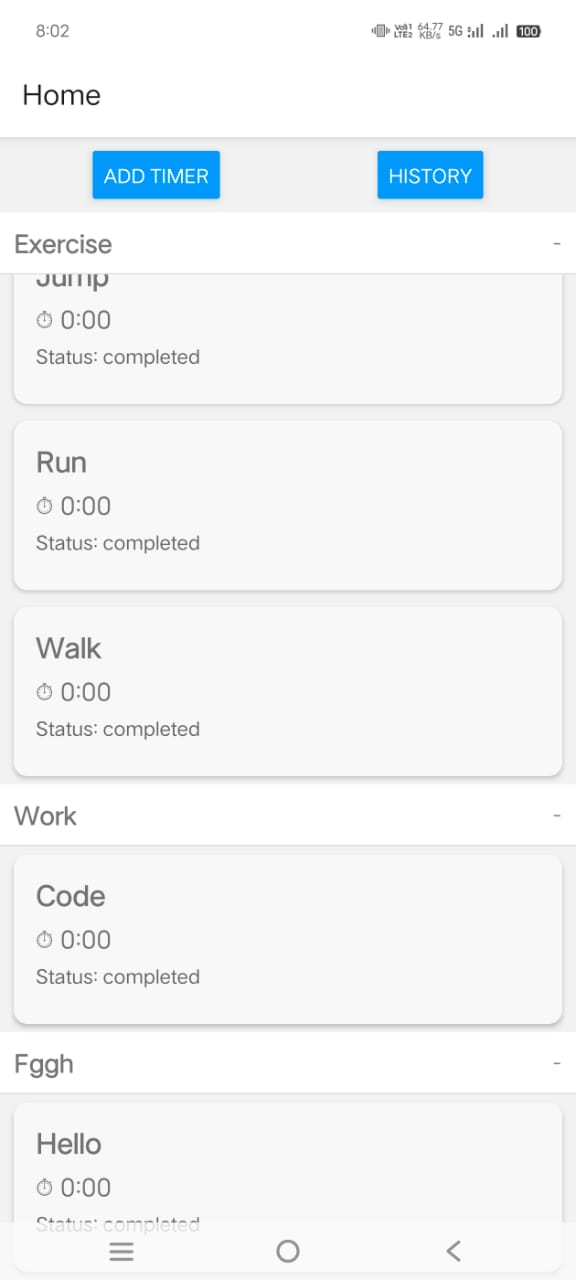 8:02
Vo)) 1 LTE2 64.77 KB/s 5G 100
Home
ADD TIMER HISTORY
Exercise -
Jump
0:00
Status: completed
Run
0:00
Status: completed
Walk
0:00
Status: completed
Work -
Code
0:00
Status: completed
Fggh -
Hello
0:00
Status: completed